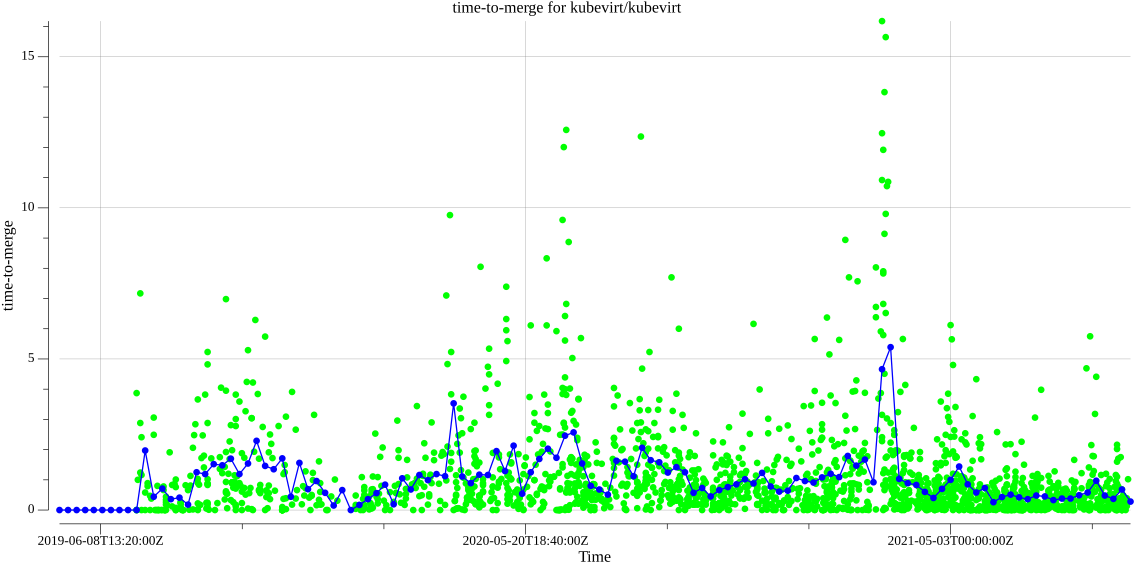 time-to-merge for kubevirt/kubevirt
15
10
5
0
time-to-merge
2019-06-08T13:20:00Z
2020-05-20T18:40:00Z
2021-05-03T00:00:00Z
Time